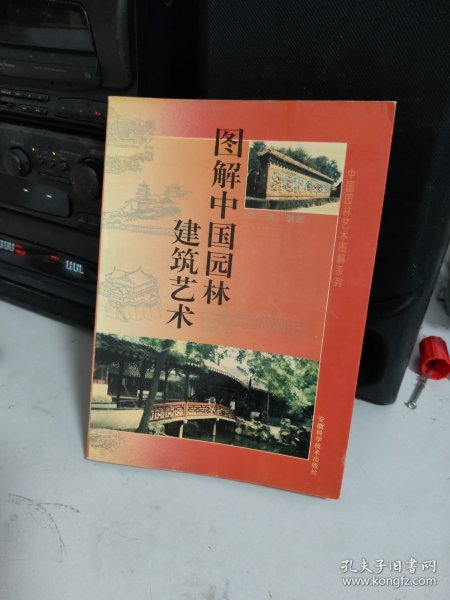 图解中国园林
建筑艺术
编著
中国园林艺术图解系列
安徽科学技术出版社
孔夫子旧书网
www.kongfz.com